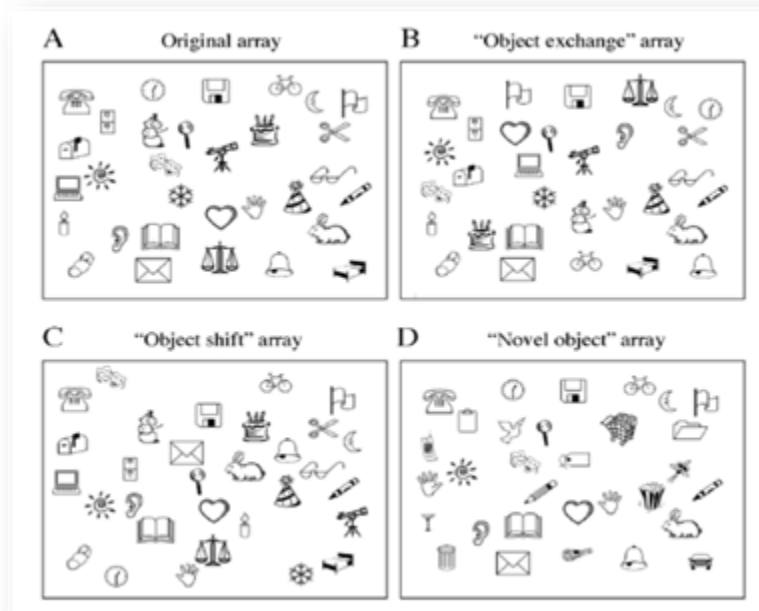 A Original array
B "Object exchange" array
C "Object shift" array
D "Novel object" array